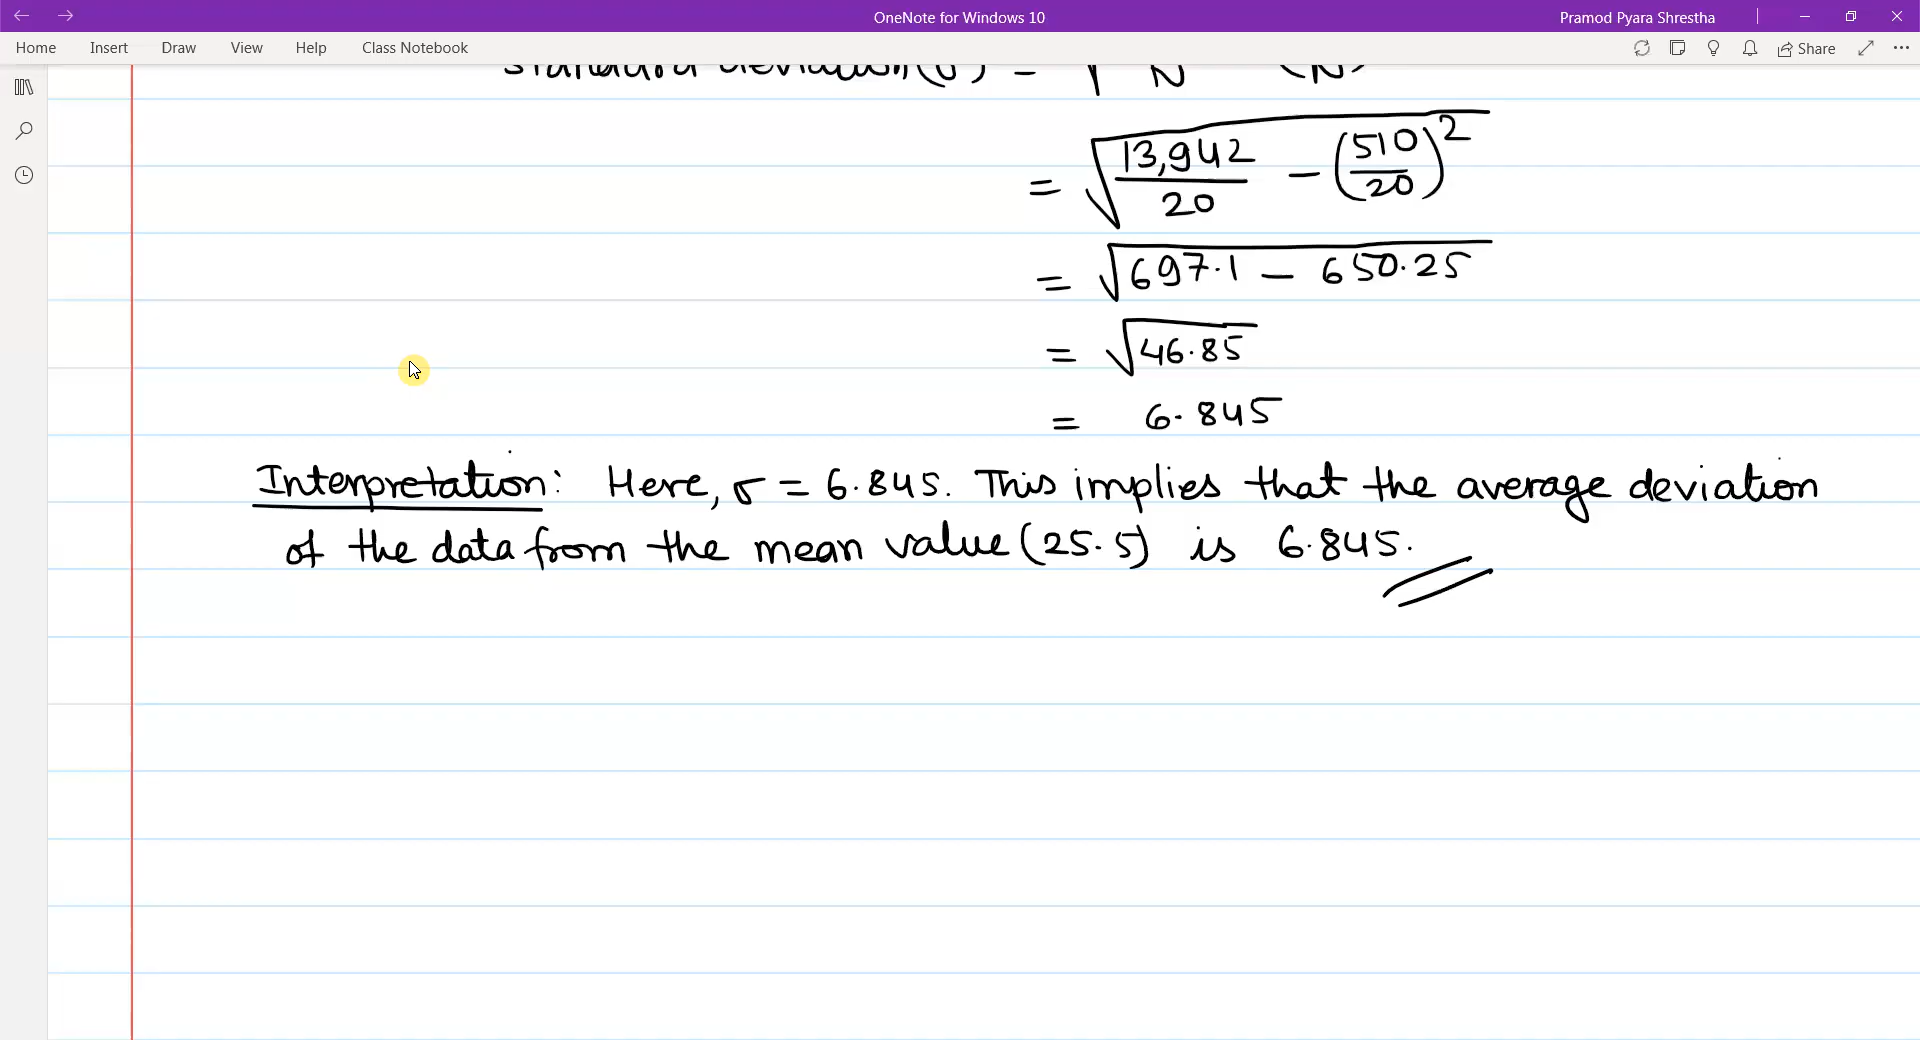 OneNote for Windows 10
Pramod Pyara Shrestha
Home Insert Draw View Help Class Notebook
Share
standard deviation(σ) = √ N (N)
= √13,942/20 - (510/20)²
= √697.1 - 650.25
= √46.85
= 6.845
Interpretation: Here, σ = 6.845. This implies that the average deviation
of the data from the mean value (25.5) is 6.845.